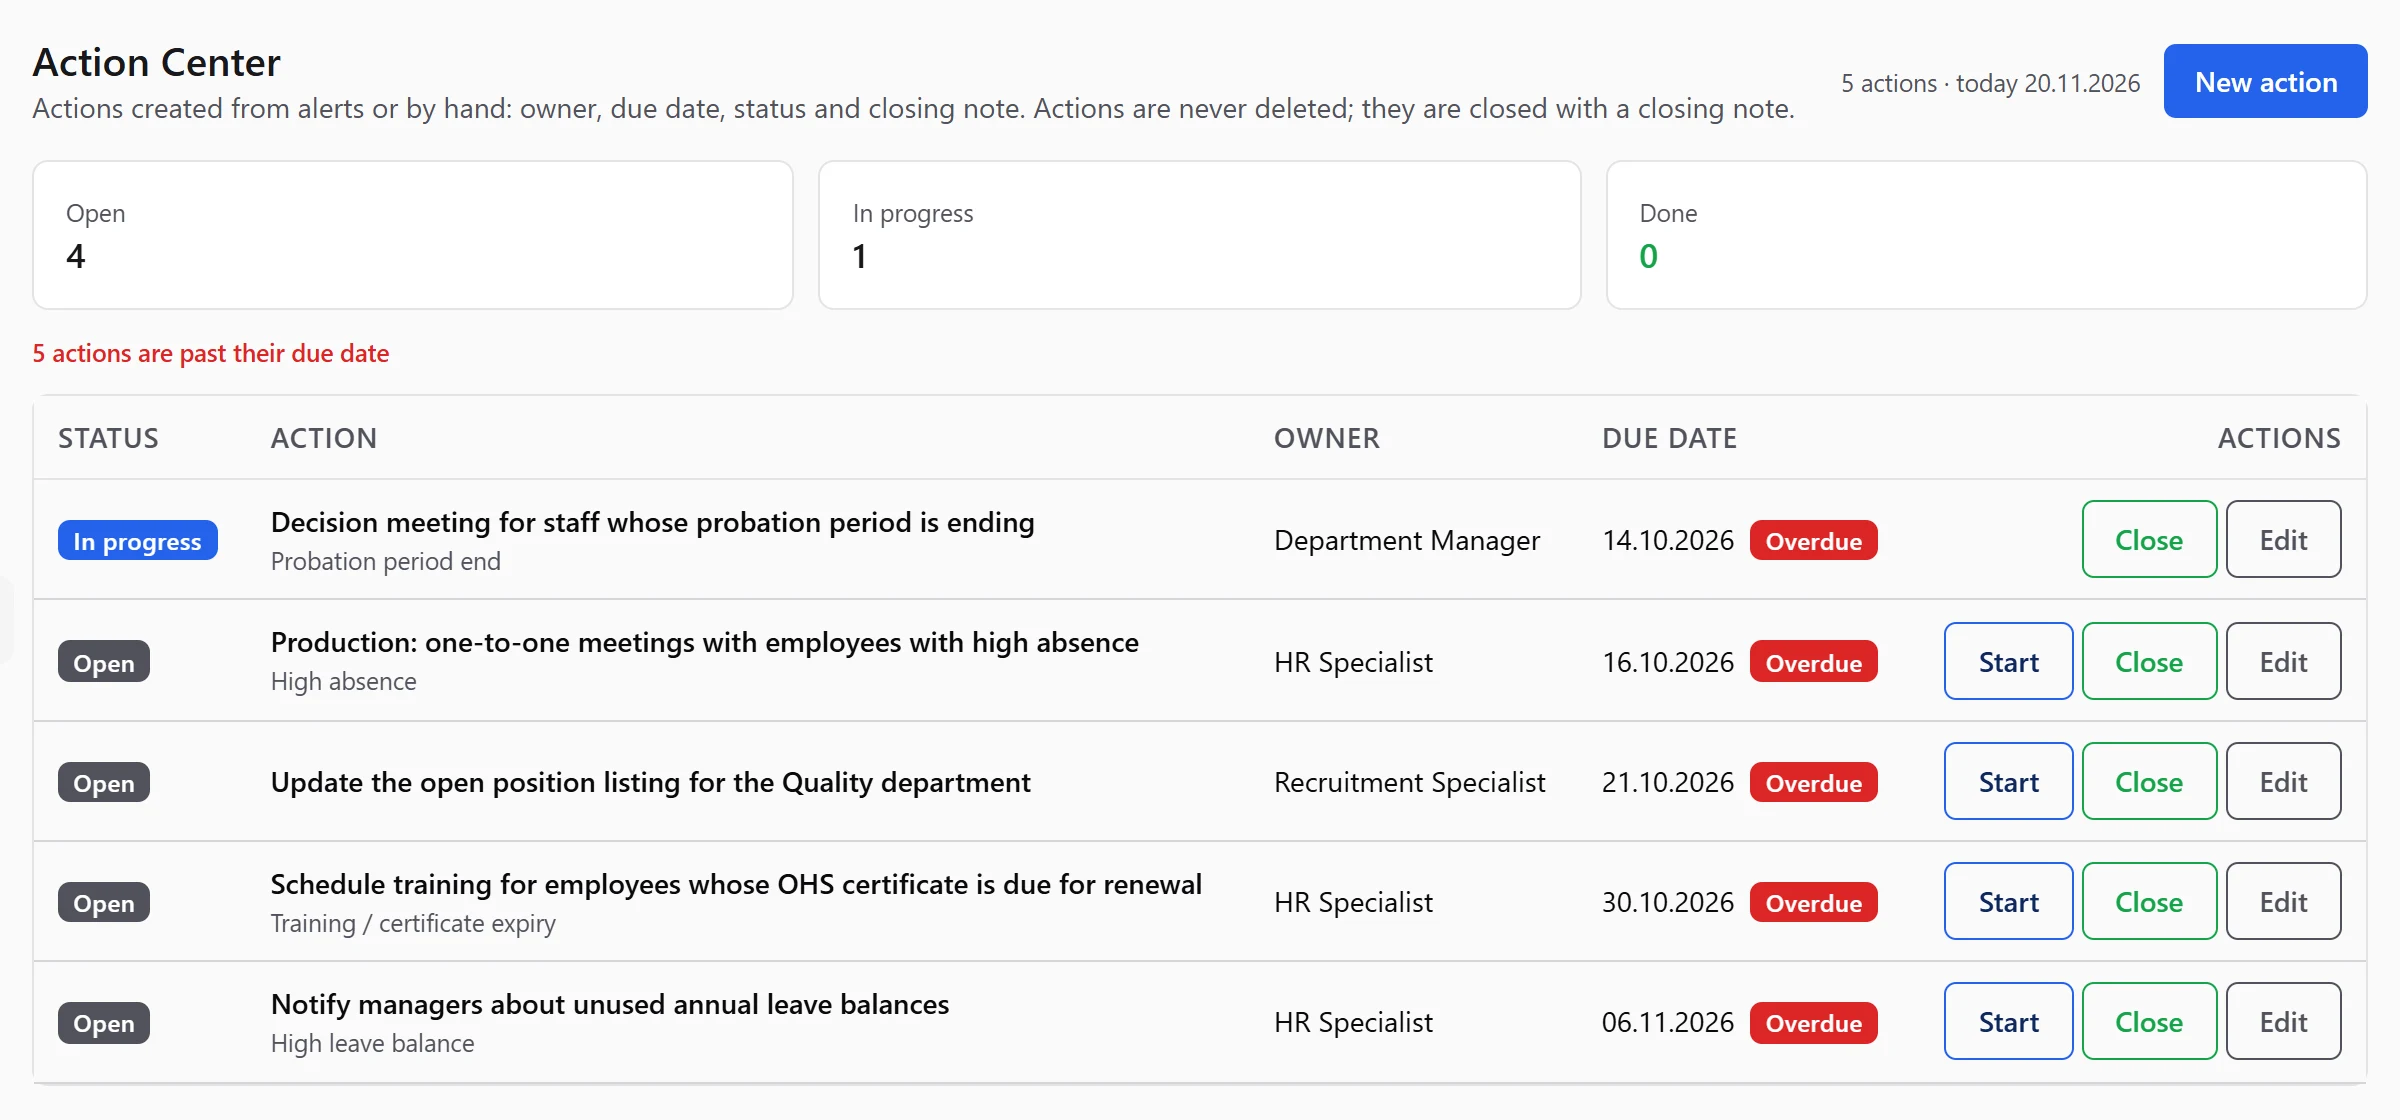 Action Center
Actions created from alerts or by hand: owner, due date, status and closing note. Actions are never deleted; they are closed with a closing note.
5 actions · today 20.11.2026
New action
Open
4
In progress
1
Done
0
5 actions are past their due date
STATUS ACTION OWNER DUE DATE ACTIONS
In progress
Decision meeting for staff whose probation period is ending
Probation period end
Department Manager
14.10.2026 Overdue
Close Edit
Open
Production: one-to-one meetings with employees with high absence
High absence
HR Specialist
16.10.2026 Overdue
Start Close Edit
Open
Update the open position listing for the Quality department
Recruitment Specialist
21.10.2026 Overdue
Start Close Edit
Open
Schedule training for employees whose OHS certificate is due for renewal
Training / certificate expiry
HR Specialist
30.10.2026 Overdue
Start Close Edit
Open
Notify managers about unused annual leave balances
High leave balance
HR Specialist
06.11.2026 Overdue
Start Close Edit